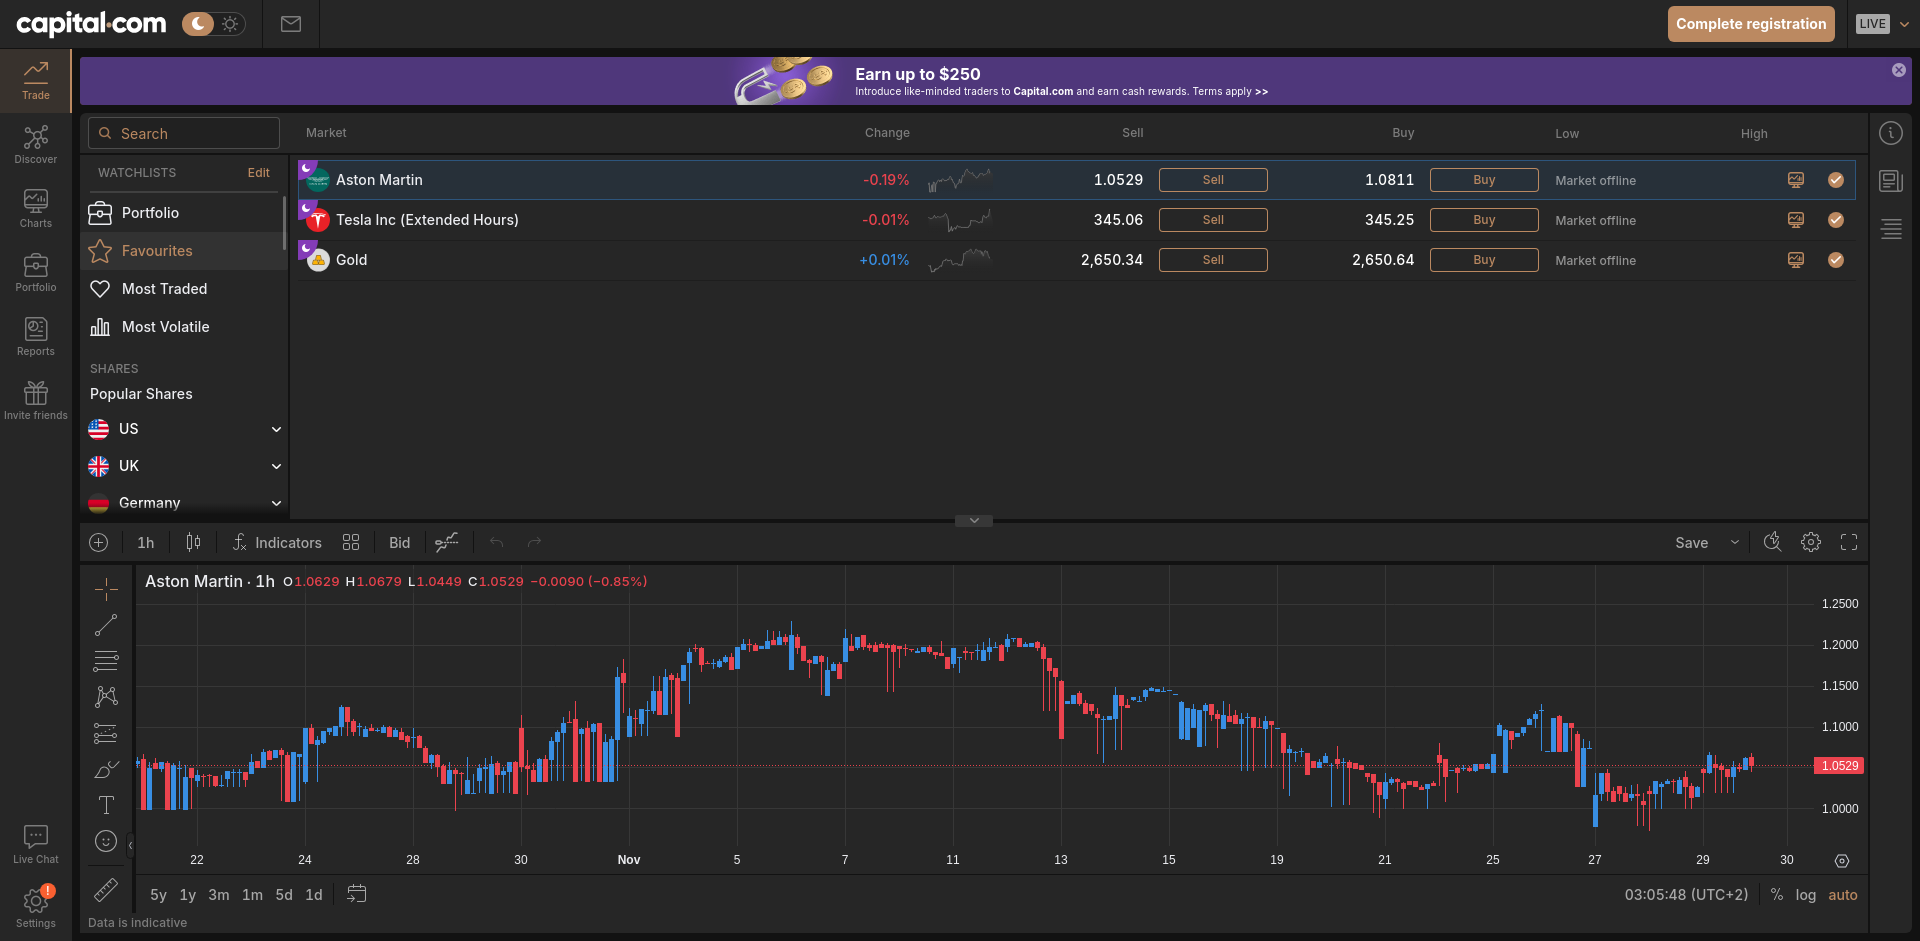 capital.com
Complete registration
LIVE
Earn up to $250
Introduce like-minded traders to Capital.com and earn cash rewards. Terms apply >>
Trade
Discover
Charts
Portfolio
Reports
Invite friends
Live Chat
!
Settings
Search
WATCHLISTS Edit
Portfolio
Favourites
Most Traded
Most Volatile
SHARES
Popular Shares
US
UK
Germany
Market Change Sell Buy Low High
Aston Martin -0.19% 1.0529 Sell 1.0811 Buy Market offline
Tesla Inc (Extended Hours) -0.01% 345.06 Sell 345.25 Buy Market offline
Gold +0.01% 2,650.34 Sell 2,650.64 Buy Market offline
1h Indicators Bid Save
Aston Martin · 1h O1.0629 H1.0679 L1.0449 C1.0529 −0.0090 (−0.85%)
1.2500
1.2000
1.1500
1.1000
1.0529
1.0000
22 24 28 30 Nov 5 7 11 13 15 19 21 25 27 29 30
5y 1y 3m 1m 5d 1d 03:05:48 (UTC+2) % log auto
Data is indicative